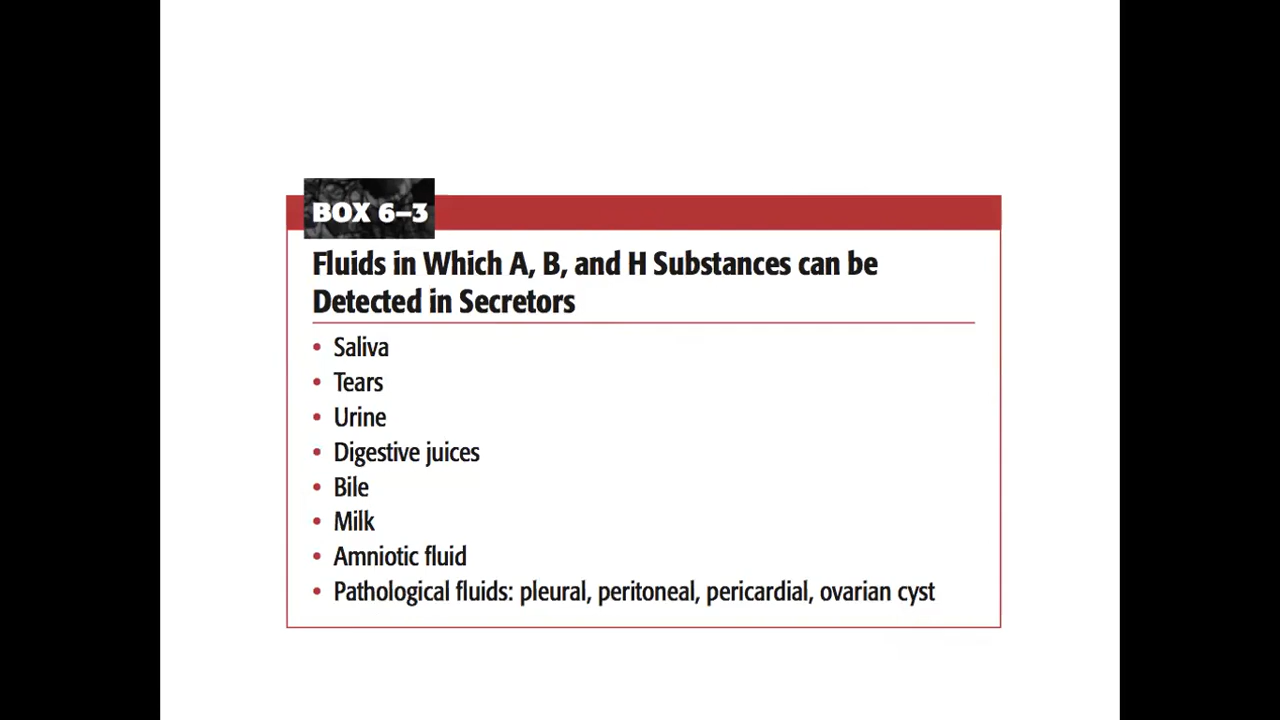 BOX 6–3
Fluids in Which A, B, and H Substances can be
Detected in Secretors
• Saliva
• Tears
• Urine
• Digestive juices
• Bile
• Milk
• Amniotic fluid
• Pathological fluids: pleural, peritoneal, pericardial, ovarian cyst